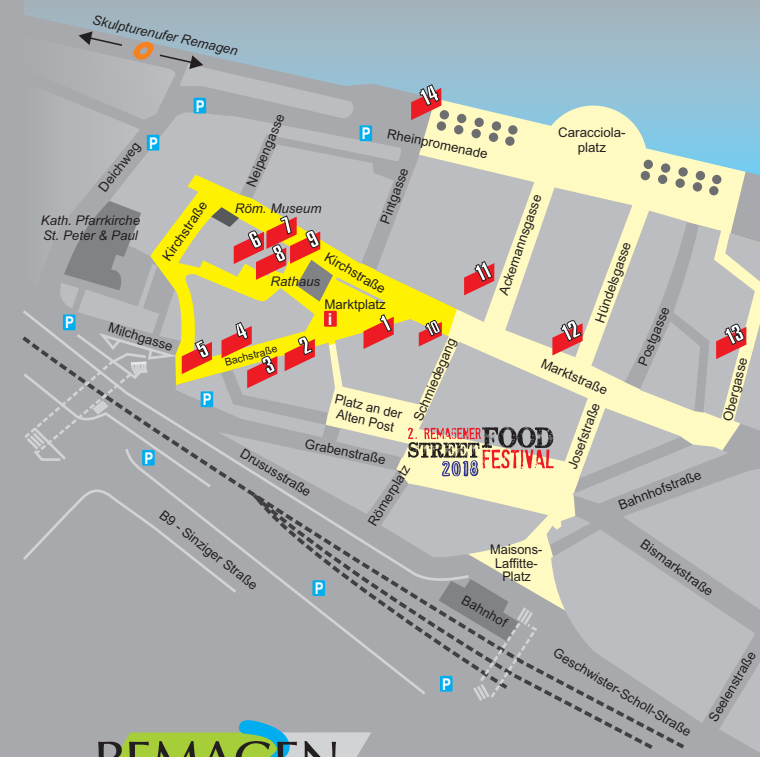 Skulpturenufer Remagen
P
P
P
14
Rheinpromenade
Caracciola-
platz
Deichweg
Neipengasse
Pintgasse
Kath. Pfarrkirche
St. Peter & Paul
Kirchstraße
Röm. Museum
6
7
8
9
Rathaus
Kirchstraße
Marktplatz
i
11
Ackemannsgasse
Hündelsgasse
Postgasse
13
Obergasse
P
Milchgasse
5
4
Bachstraße
3
2
1
10
12
Marktstraße
Schmiedegang
P
Platz an der
Alten Post
2. REMAGENER
STREET
2018
FOOD
FESTIVAL
Josefstraße
P
Grabenstraße
Drususstraße
Römerplatz
Bahnhofstraße
B9 - Sinziger Straße
Maisons-
Laffitte-
Platz
Bismarkstraße
P
Bahnhof
Geschwister-Scholl-Straße
Seelenstraße
P
REMAGEN